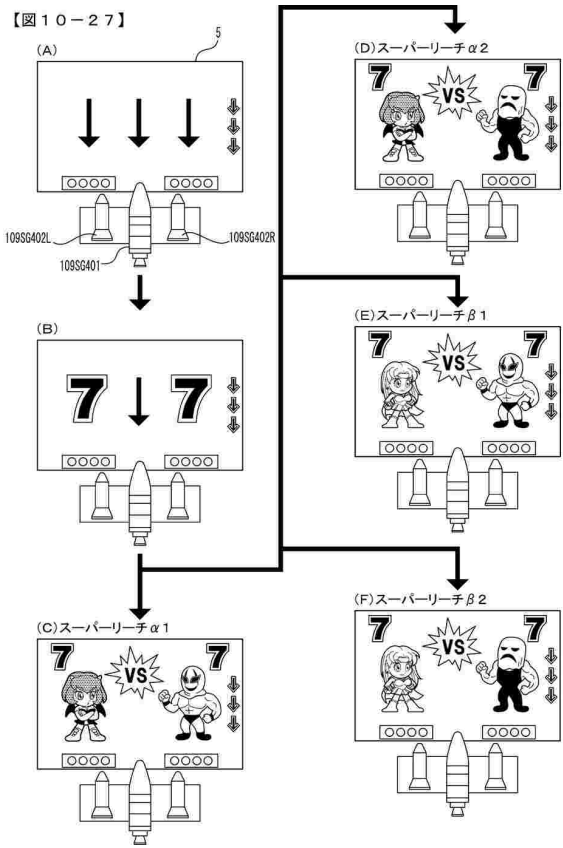 【図10-27】
(A)
5
109SG402L
109SG401
109SG402R
(B)
7 7
(C)スーパーリーチα1
7 VS 7
(D)スーパーリーチα2
7 VS 7
(E)スーパーリーチβ1
7 VS 7
(F)スーパーリーチβ2
7 VS 7